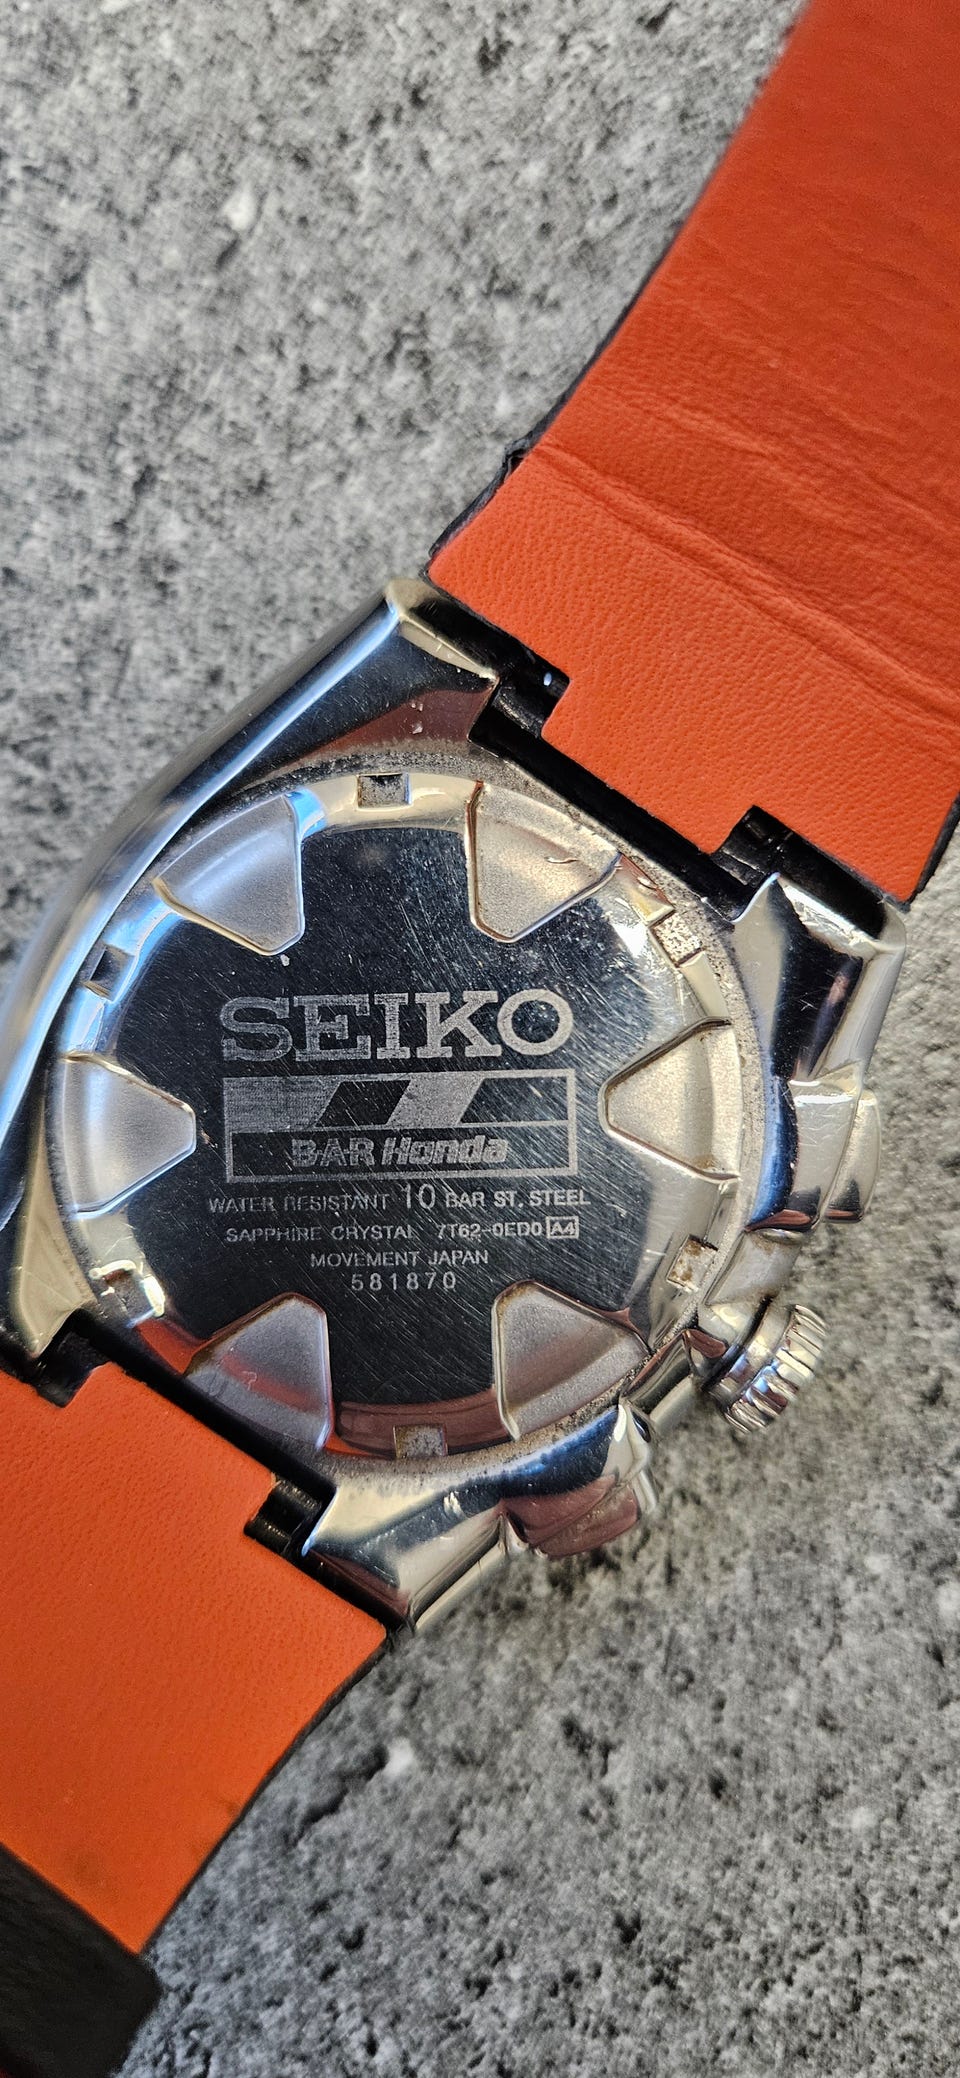 SEIKO
BAR Honda
WATER RESISTANT 10 BAR ST. STEEL
SAPPHIRE CRYSTAL 7T62-0ED0 A4
MOVEMENT JAPAN
581870